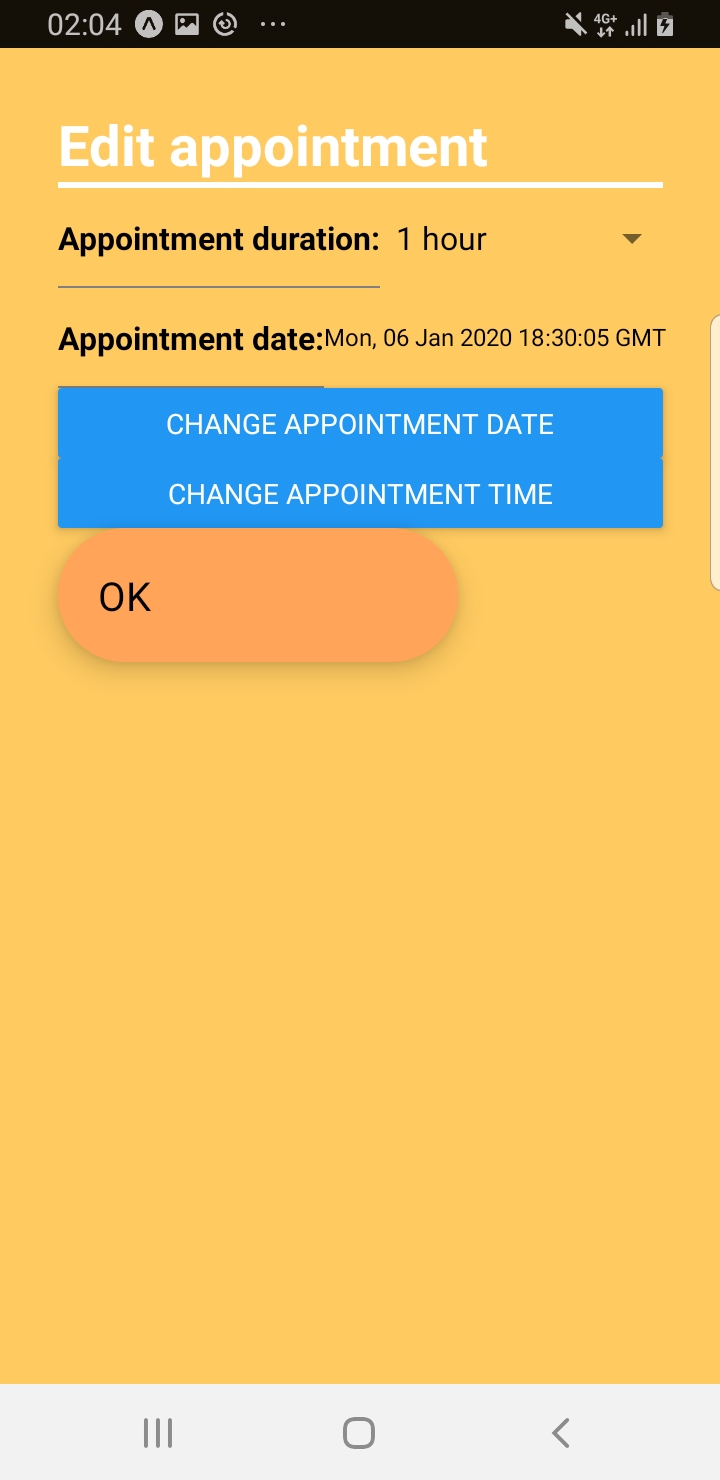 02:04
4G+
Edit appointment
Appointment duration: 1 hour
Appointment date:Mon, 06 Jan 2020 18:30:05 GMT
CHANGE APPOINTMENT DATE
CHANGE APPOINTMENT TIME
OK